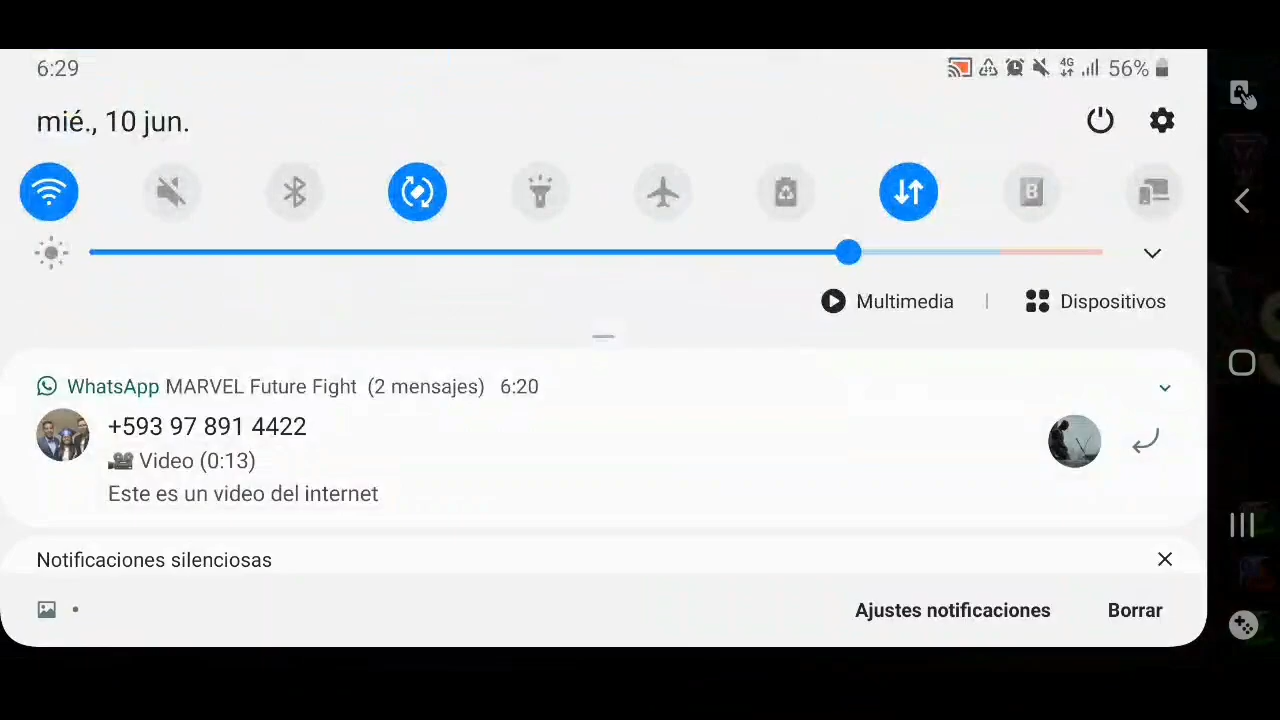 6:29
4G 56%
mié., 10 jun.
B
Multimedia | Dispositivos
WhatsApp MARVEL Future Fight (2 mensajes) 6:20
+593 97 891 4422
🎥 Video (0:13)
Este es un video del internet
Notificaciones silenciosas
Ajustes notificaciones Borrar